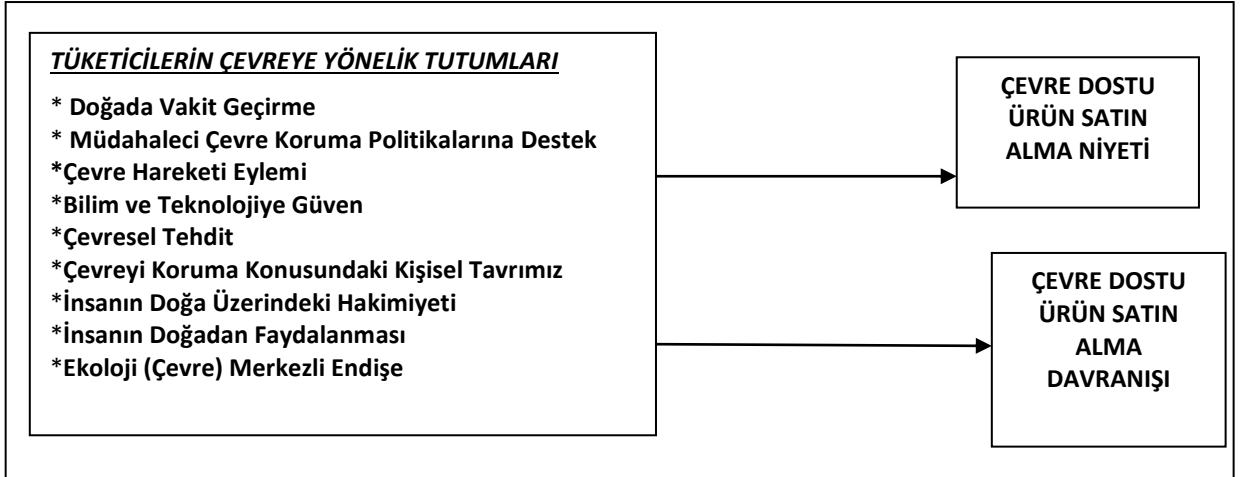 TÜKETİCİLERİN ÇEVREYE YÖNELİK TUTUMLARI
* Doğada Vakit Geçirme
* Müdahaleci Çevre Koruma Politikalarına Destek
*Çevre Hareketi Eylemi
*Bilim ve Teknolojiye Güven
*Çevresel Tehdit
*Çevreyi Koruma Konusundaki Kişisel Tavrımız
*İnsanın Doğa Üzerindeki Hakimiyeti
*İnsanın Doğadan Faydalanması
*Ekoloji (Çevre) Merkezli Endişe
ÇEVRE DOSTU
ÜRÜN SATIN
ALMA NİYETİ
ÇEVRE DOSTU
ÜRÜN SATIN
ALMA
DAVRANIŞI